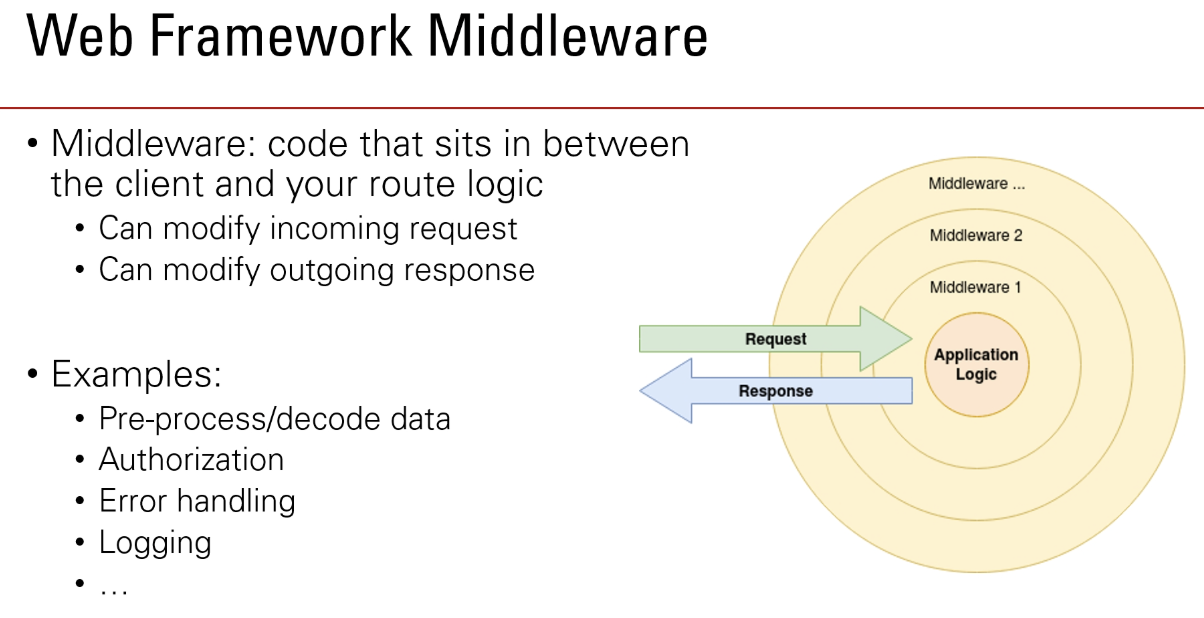 Web Framework Middleware
• Middleware: code that sits in between
the client and your route logic
• Can modify incoming request
• Can modify outgoing response
• Examples:
• Pre-process/decode data
• Authorization
• Error handling
• Logging
• …
Middleware ...
Middleware 2
Middleware 1
Request
Response
Application
Logic